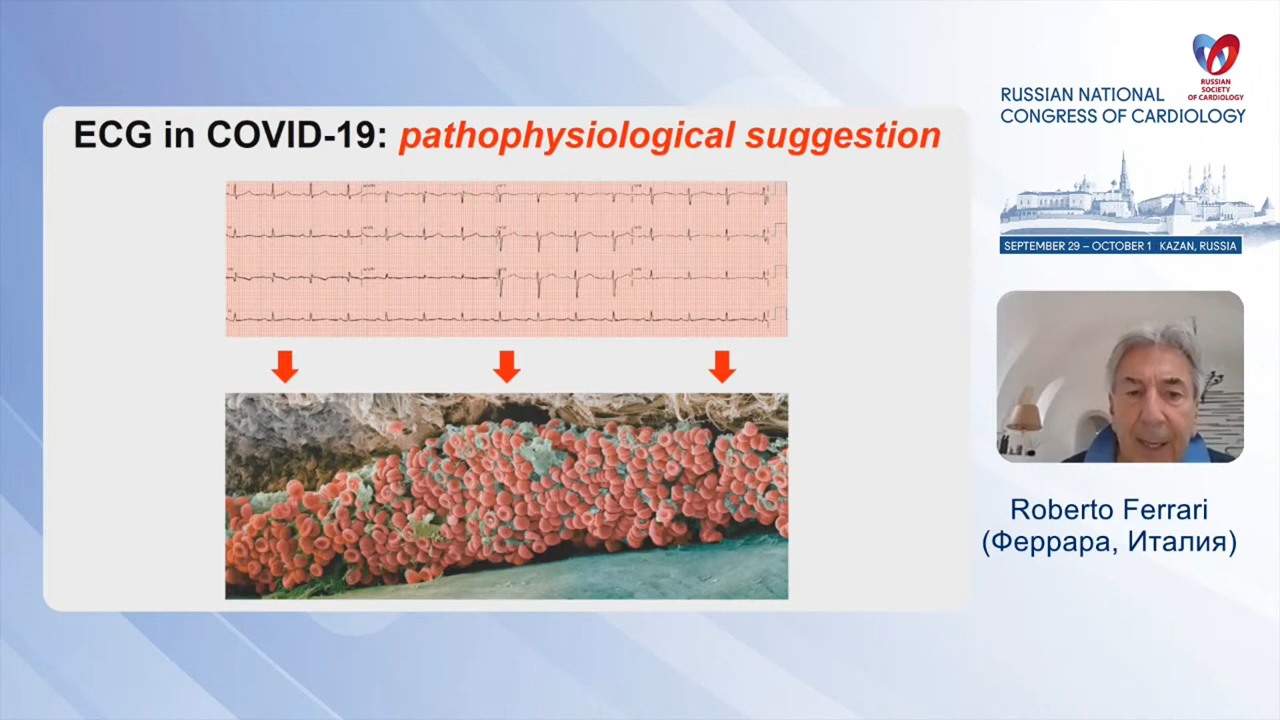 ECG in COVID-19: pathophysiological suggestion
RUSSIAN
SOCIETY
OF CARDIOLOGY
RUSSIAN NATIONAL
CONGRESS OF CARDIOLOGY
SEPTEMBER 29 – OCTOBER 1 KAZAN, RUSSIA
Roberto Ferrari
(Феррара, Италия)